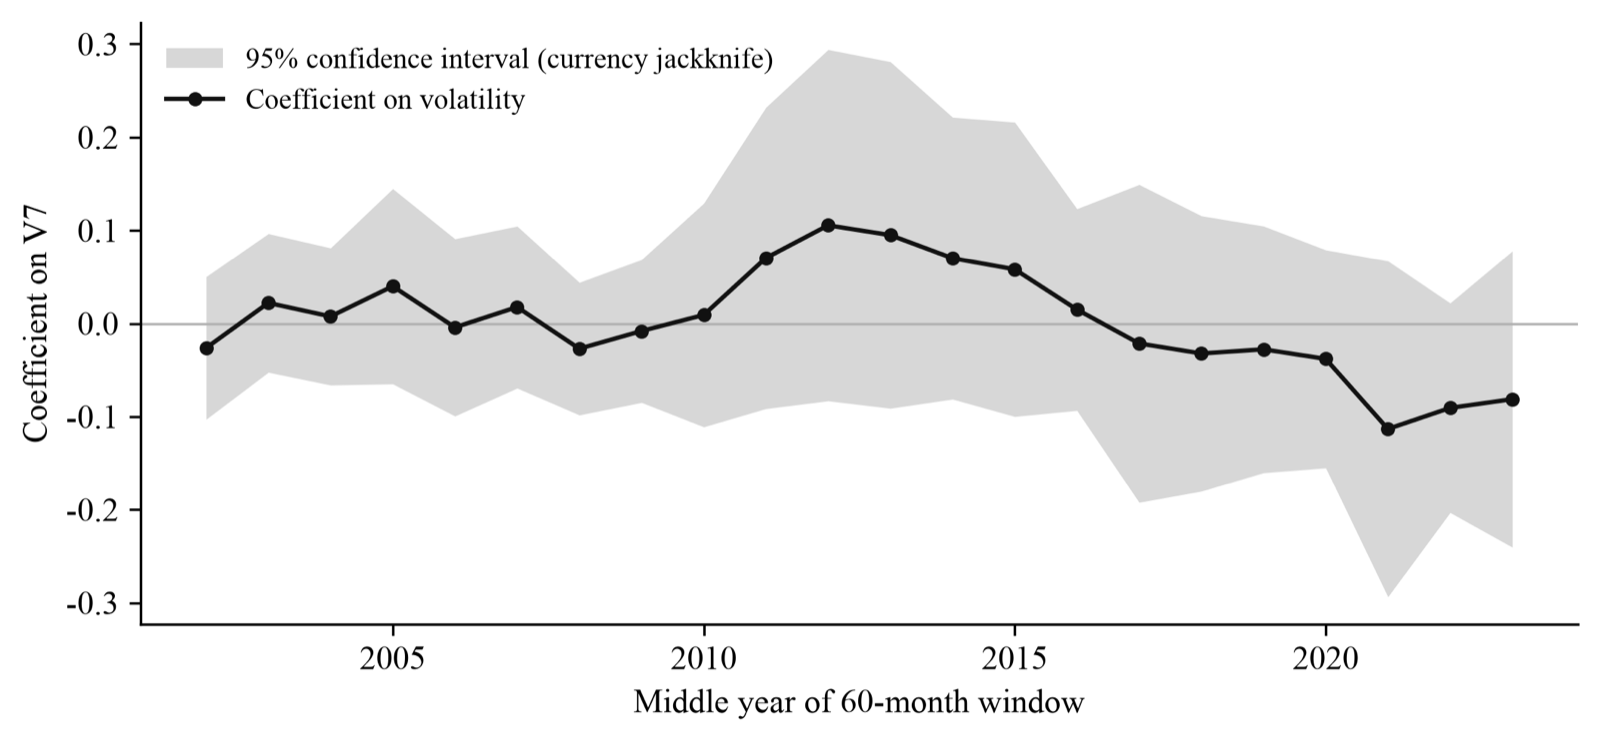 0.3
95% confidence interval (currency jackknife)
Coefficient on volatility
0.2
0.1
0.0
-0.1
-0.2
-0.3
Coefficient on V7
2005 2010 2015 2020
Middle year of 60-month window